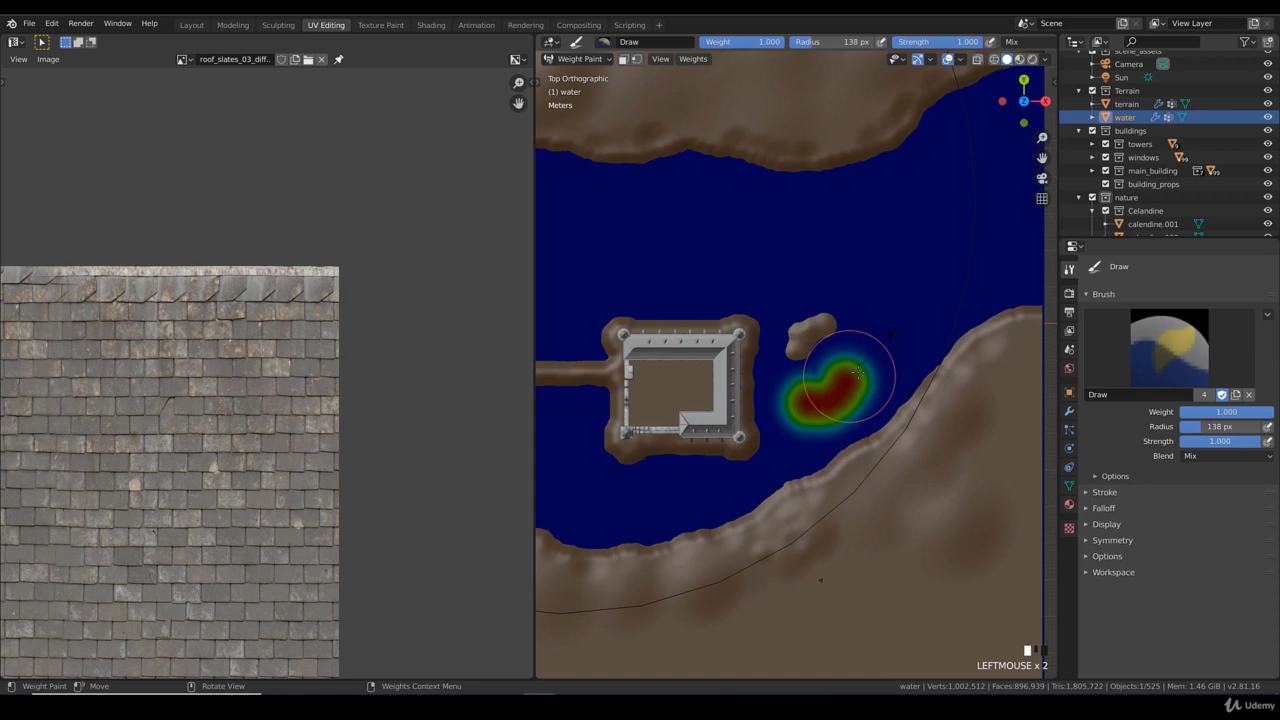 File Edit Render Window Help Layout Modeling Sculpting UV Editing Texture Paint Shading Animation Rendering Compositing Scripting + Scene View Layer
roof_slates_03_diff.. Draw Weight 1.000 Radius 138 px Strength 1.000 Mix
View Image Weight Paint View Weights
Top Orthographic
(1) water
Meters
Y
Z
X
scene_assets
Camera
Sun
Terrain
terrain
water
buildings
towers
windows
main_building
building_props
nature
Celandine
calendine.001
Draw
Brush
Draw 4
Weight 1.000
Radius 138 px
Strength 1.000
Blend Mix
Options
Stroke
Falloff
Display
Symmetry
Options
Workspace
LEFTMOUSE x 2
Weight Paint Move Rotate View Weights Context Menu water | Verts:1,002,512 | Faces:896,939 | Tris:1,805,722 | Objects:1/525 | Mem: 1.46 GiB | v2.81.16
Udemy